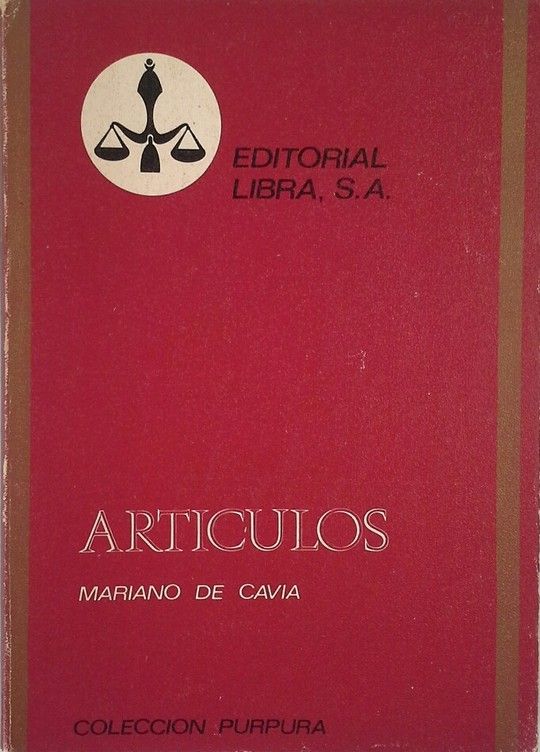 EDITORIAL
LIBRA, S.A.
ARTICULOS
MARIANO DE CAVIA
COLECCION PURPURA